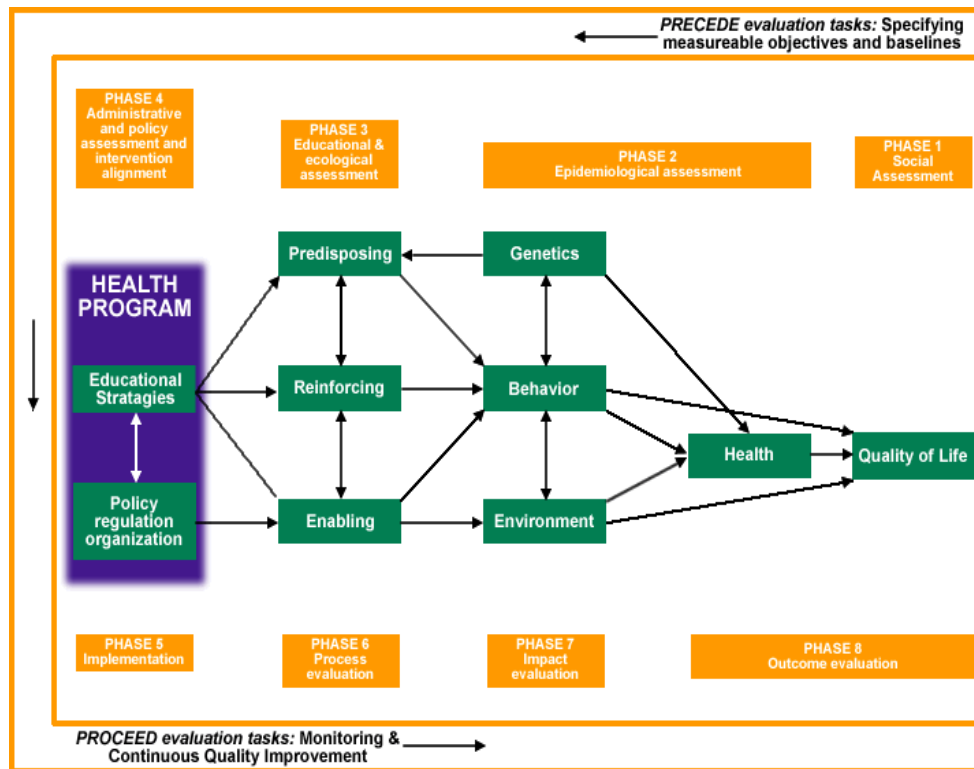 PRECEDE evaluation tasks: Specifying
measureable objectives and baselines
PHASE 4
Administrative
and policy
assessment and
intervention
alignment
PHASE 3
Educational &
ecological
assessment
PHASE 2
Epidemiological assessment
PHASE 1
Social
Assessment
Predisposing
Genetics
HEALTH
PROGRAM
Educational
Stratagies
Reinforcing
Behavior
Health
Quality of Life
Policy
regulation
organization
Enabling
Environment
PHASE 5
Implementation
PHASE 6
Process
evaluation
PHASE 7
Impact
evaluation
PHASE 8
Outcome evaluation
PROCEED evaluation tasks: Monitoring &
Continuous Quality Improvement